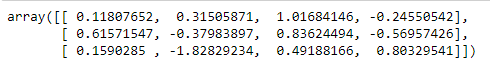 array([[ 0.11807652,  0.31505871,  1.01684146, -0.24550542],
       [ 0.61571547, -0.37983897,  0.83624494, -0.56957426],
       [ 0.1590285 , -1.82829234,  0.49188166,  0.80329541]])